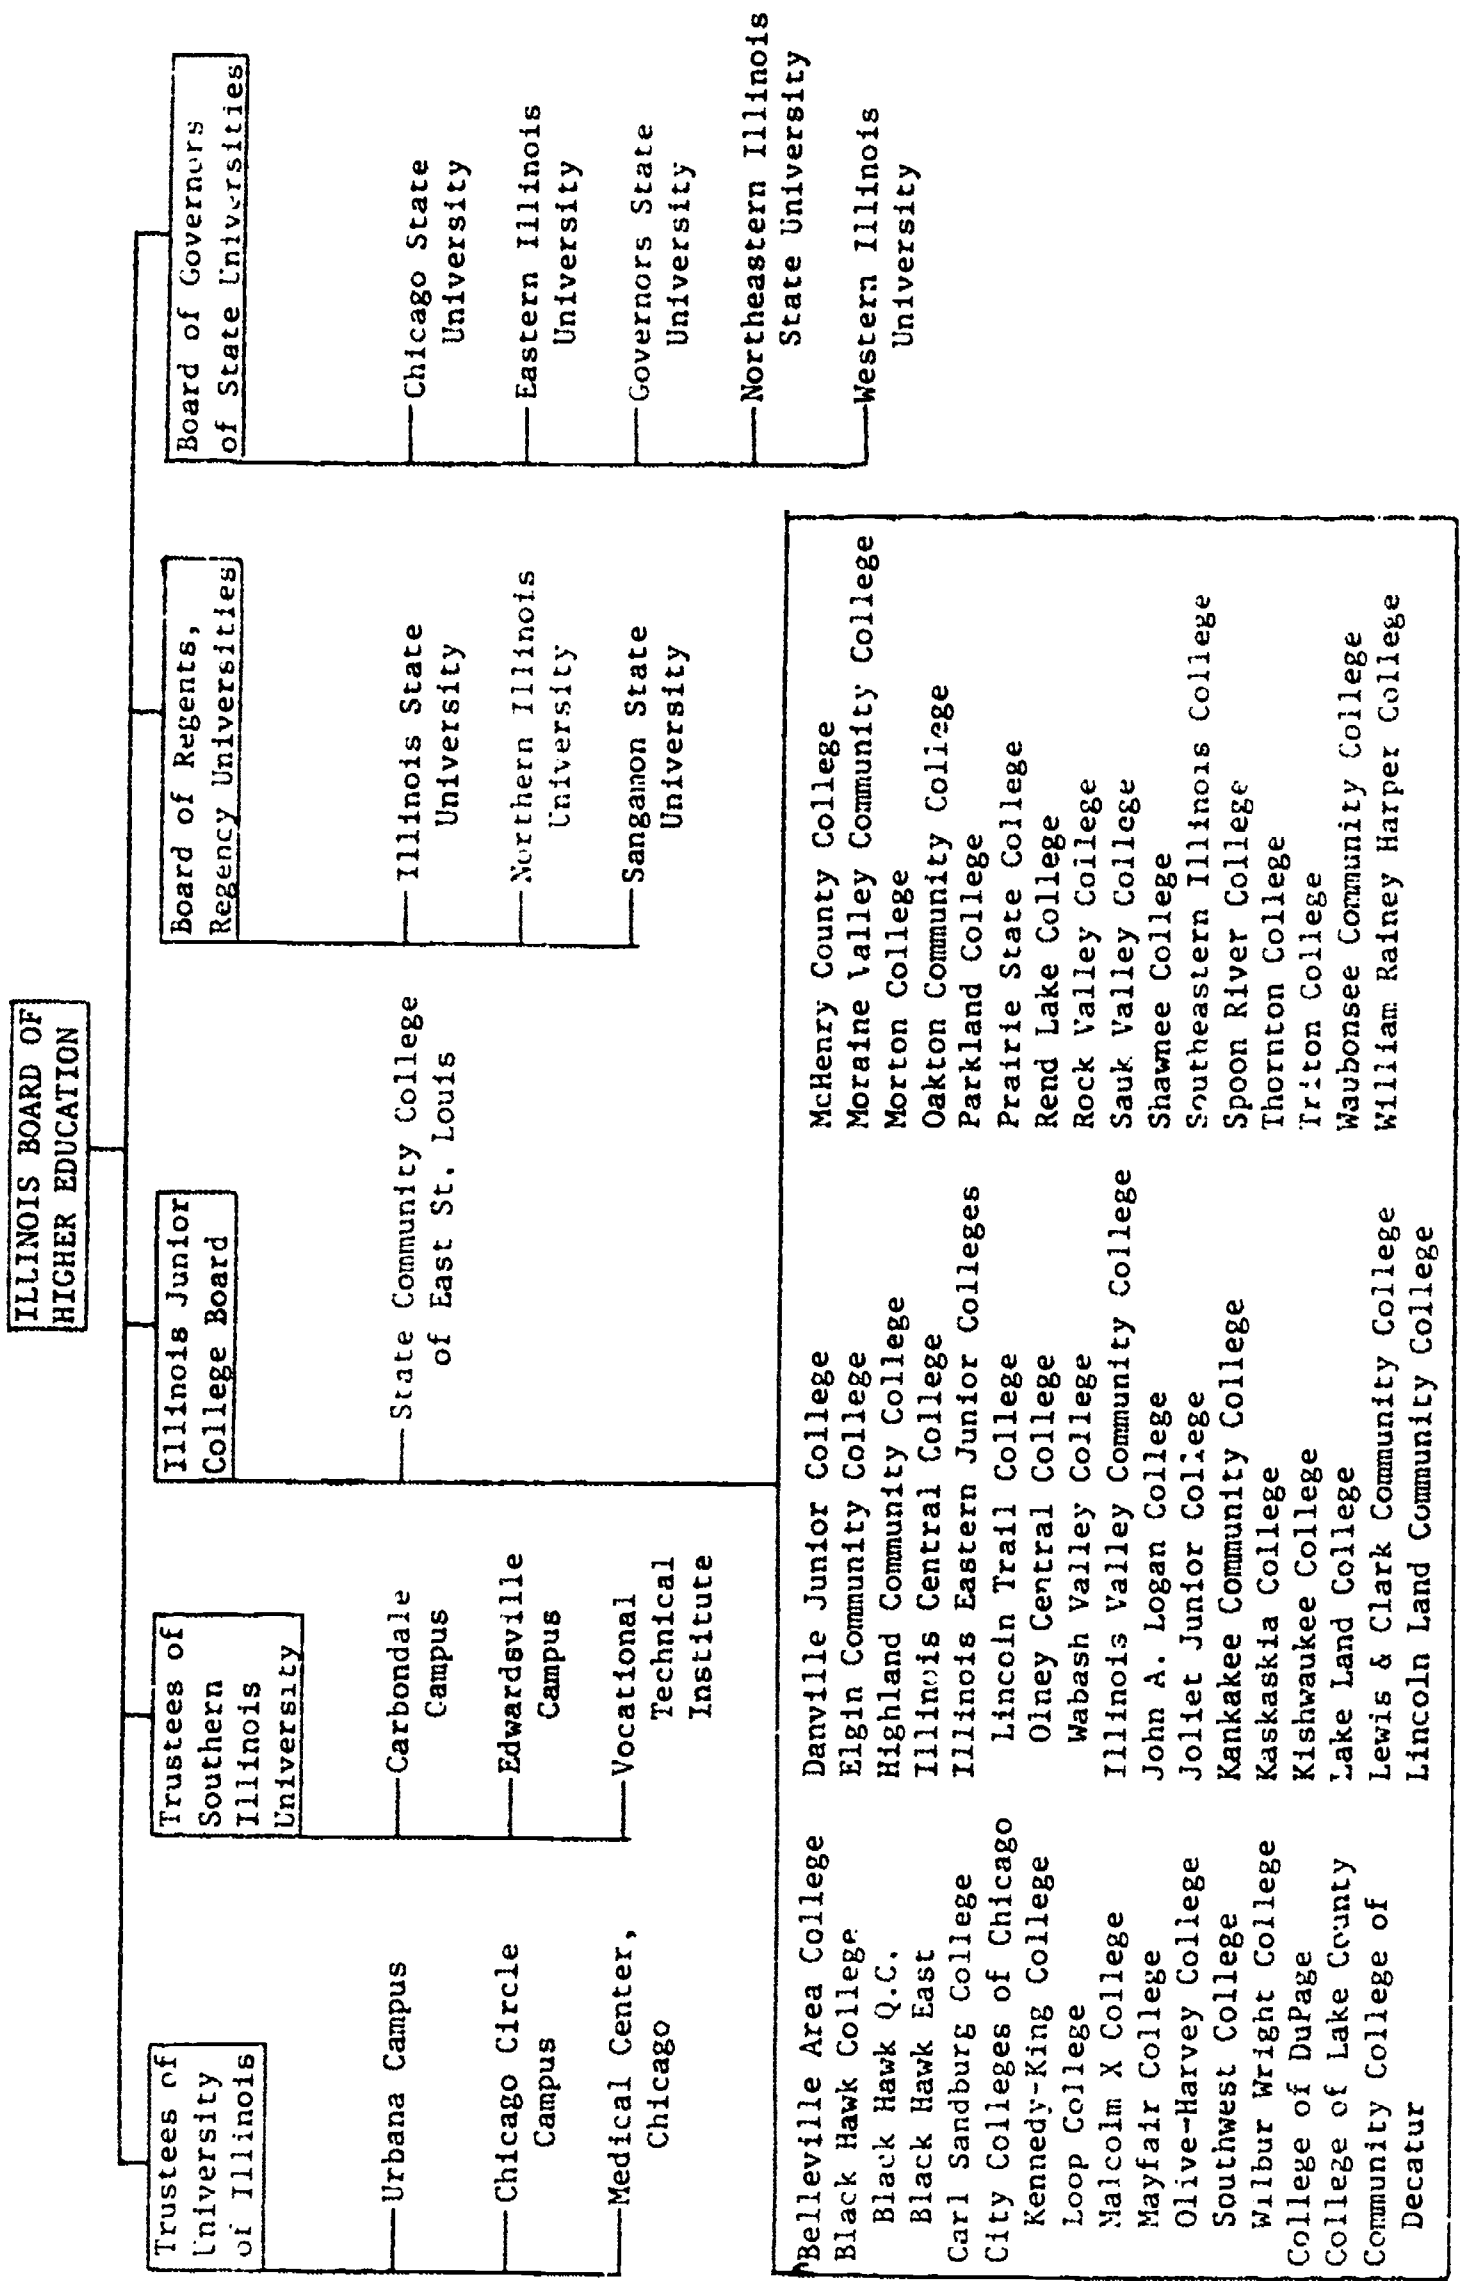 ILLINOIS BOARD OF
HIGHER EDUCATION
Trustees of
University
of Illinois
Urbana Campus
Chicago Circle
Campus
Medical Center,
Chicago
Trustees of
Southern
Illinois
University
Carbondale
Campus
Edwardsville
Campus
Vocational
Technical
Institute
Illinois Junior
College Board
State Community College
of East St. Louis
Board of Regents,
Regency Universities
Illinois State
University
Northern Illinois
University
Sangamon State
University
Board of Governors
of State Universities
Chicago State
University
Eastern Illinois
University
Governors State
University
Northeastern Illinois
State University
Western Illinois
University
Belleville Area College
Black Hawk College
Black Hawk Q.C.
Black Hawk East
Carl Sandburg College
City Colleges of Chicago
Kennedy-King College
Loop College
Malcolm X College
Mayfair College
Olive-Harvey College
Southwest College
Wilbur Wright College
College of DuPage
College of Lake County
Community College of
Decatur
Danville Junior College
Elgin Community College
Highland Community College
Illinois Central College
Illinois Eastern Junior Colleges
Lincoln Trail College
Olney Central College
Wabash Valley College
Illinois Valley Community College
John A. Logan College
Joliet Junior College
Kankakee Community College
Kaskaskia College
Kishwaukee College
Lake Land College
Lewis & Clark Community College
Lincoln Land Community College
McHenry County College
Moraine Valley Community College
Morton College
Oakton Community College
Parkland College
Prairie State College
Rend Lake College
Rock Valley College
Sauk Valley College
Shawnee College
Southeastern Illinois College
Spoon River College
Thornton College
Triton College
Waubonsee Community College
William Rainey Harper College